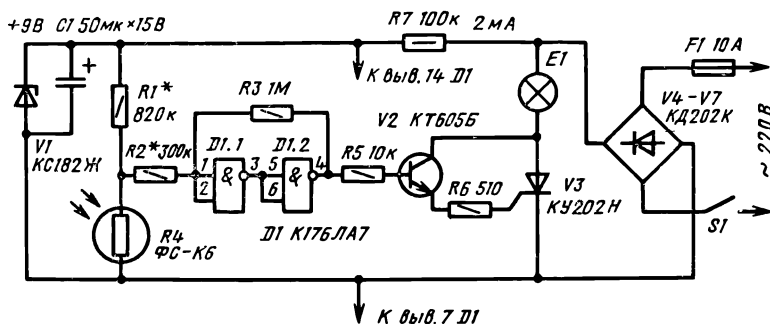 +9В C1 50мк×15В
R7 100к 2мА
F1 10А
К выв.14 D1
E1
R1*
820к
R3 1М
V4-V7
КД202К
~ 220В
V2 КТ605Б
V1
КС182Ж
R2* 300к
D1.1
D1.2
1
2
&
3
5
6
&
4
R5 10к
R6 510
V3
КУ202Н
S1
R4
ФС-К6
D1 К176ЛА7
К выв.7 D1